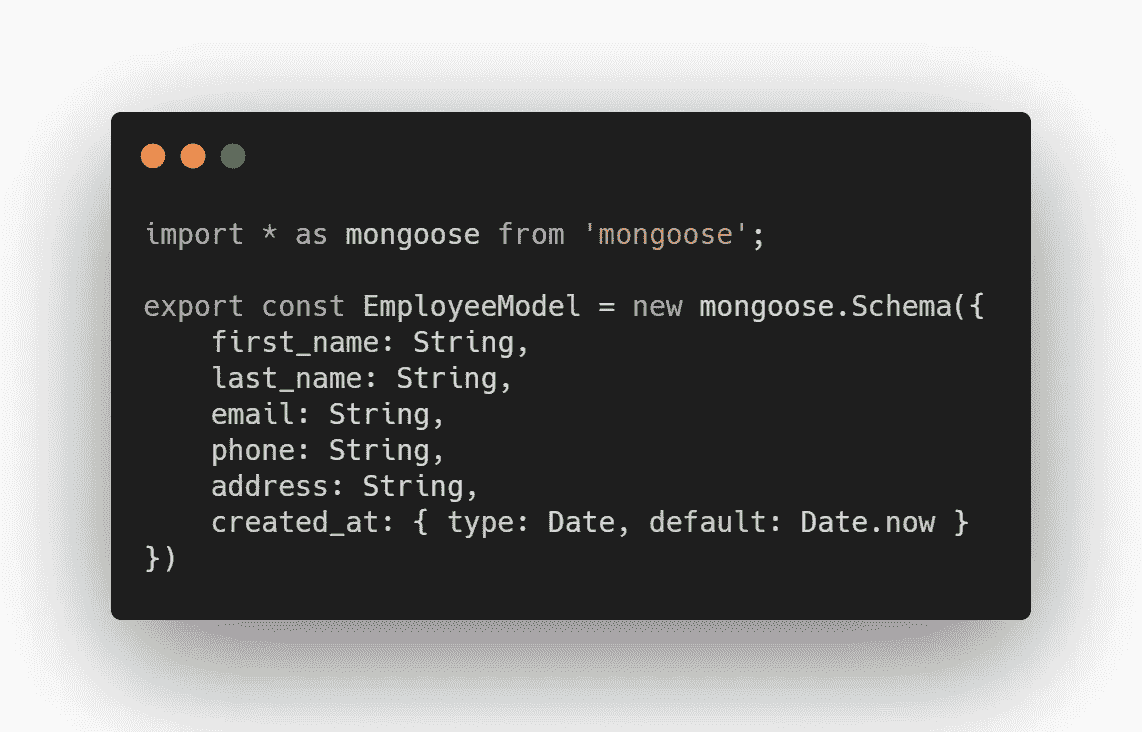 import * as mongoose from 'mongoose';
export const EmployeeModel = new mongoose.Schema({
    first_name: String,
    last_name: String,
    email: String,
    phone: String,
    address: String,
    created_at: { type: Date, default: Date.now }
})